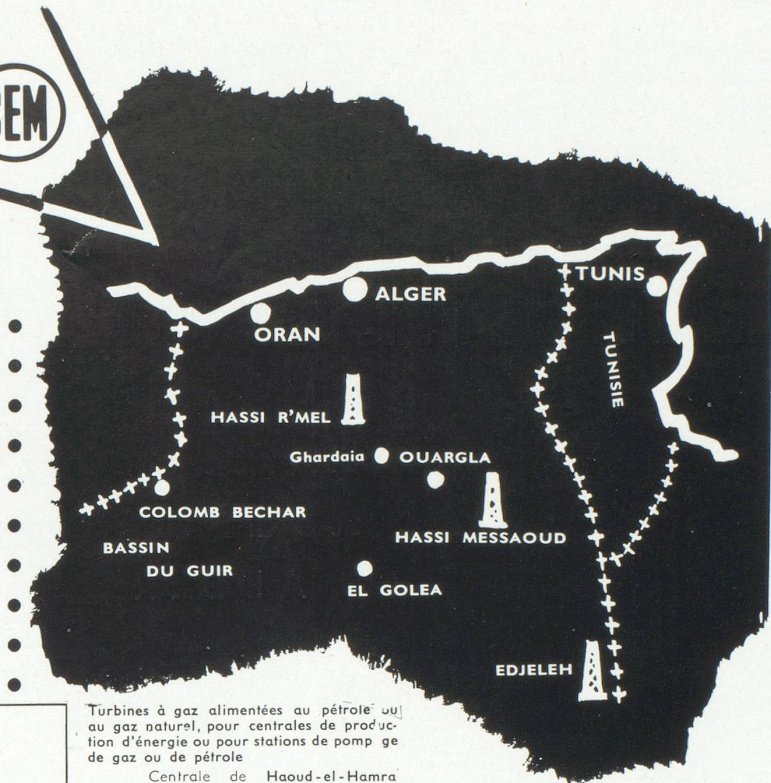 TUNIS
ALGER
ORAN
TUNISIE
HASSI R'MEL
Ghardaia
OUARGLA
COLOMB BECHAR
HASSI MESSAOUD
BASSIN
DU GUIR
EL GOLEA
EDJELEH
Turbines à gaz alimentées au pétrole ou
au gaz naturel, pour centrales de produc-
tion d'énergie ou pour stations de pomp ge
de gaz ou de pétrole
Centrale de Haoud-el-Hamra